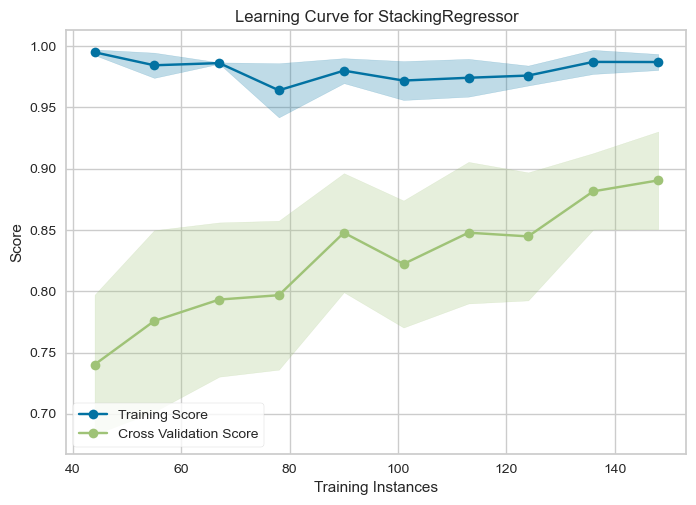 Learning Curve for StackingRegressor
1.00
0.95
0.90
0.85
0.80
0.75
0.70
Score
Training Score
Cross Validation Score
40 60 80 100 120 140
Training Instances